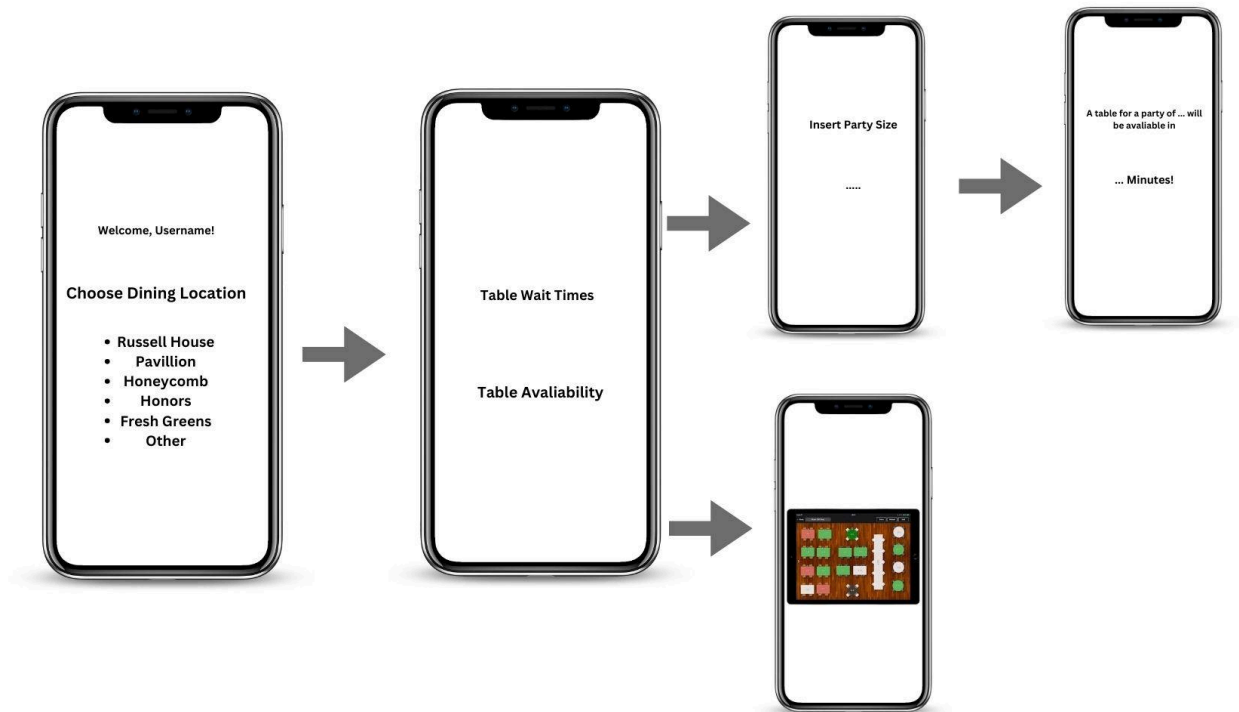 Welcome, Username!
Choose Dining Location
• Russell House
• Pavillion
• Honeycomb
• Honors
• Fresh Greens
• Other
Table Wait Times
Table Avaliability
Insert Party Size
.....
A table for a party of ... will
be avaliable in
... Minutes!